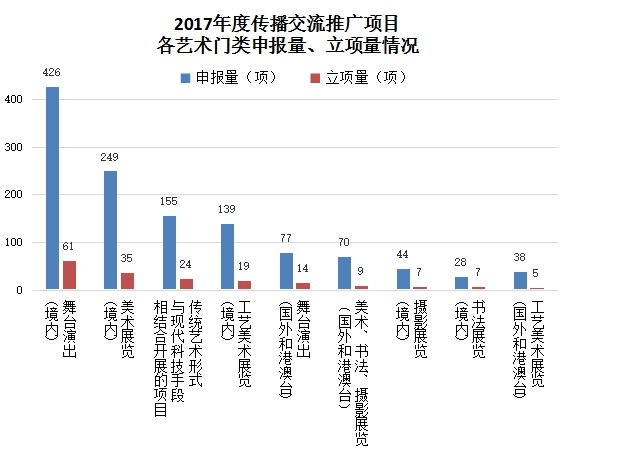 2017年度传播交流推广项目
各艺术门类申报量、立项量情况
申报量（项）
立项量（项）
400
300
200
100
0
426
61
249
35
155
24
139
19
77
14
70
9
44
7
28
7
38
5
舞台演出
（境内）
美术展览
（境内）
传统艺术形式
与现代科技手段
相结合开展的项目
工艺美术展览
（境内）
舞台演出
（国外和港澳台）
美术、书法、摄影展览
（国外和港澳台）
摄影展览
（境内）
书法展览
（境内）
工艺美术展览
（国外和港澳台）